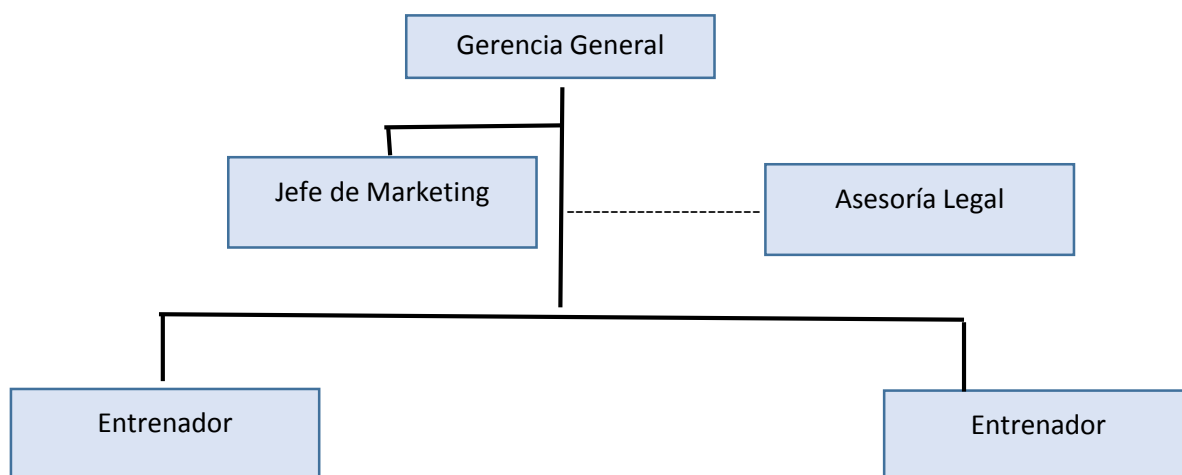 Gerencia General
Jefe de Marketing
Asesoría Legal
Entrenador
Entrenador